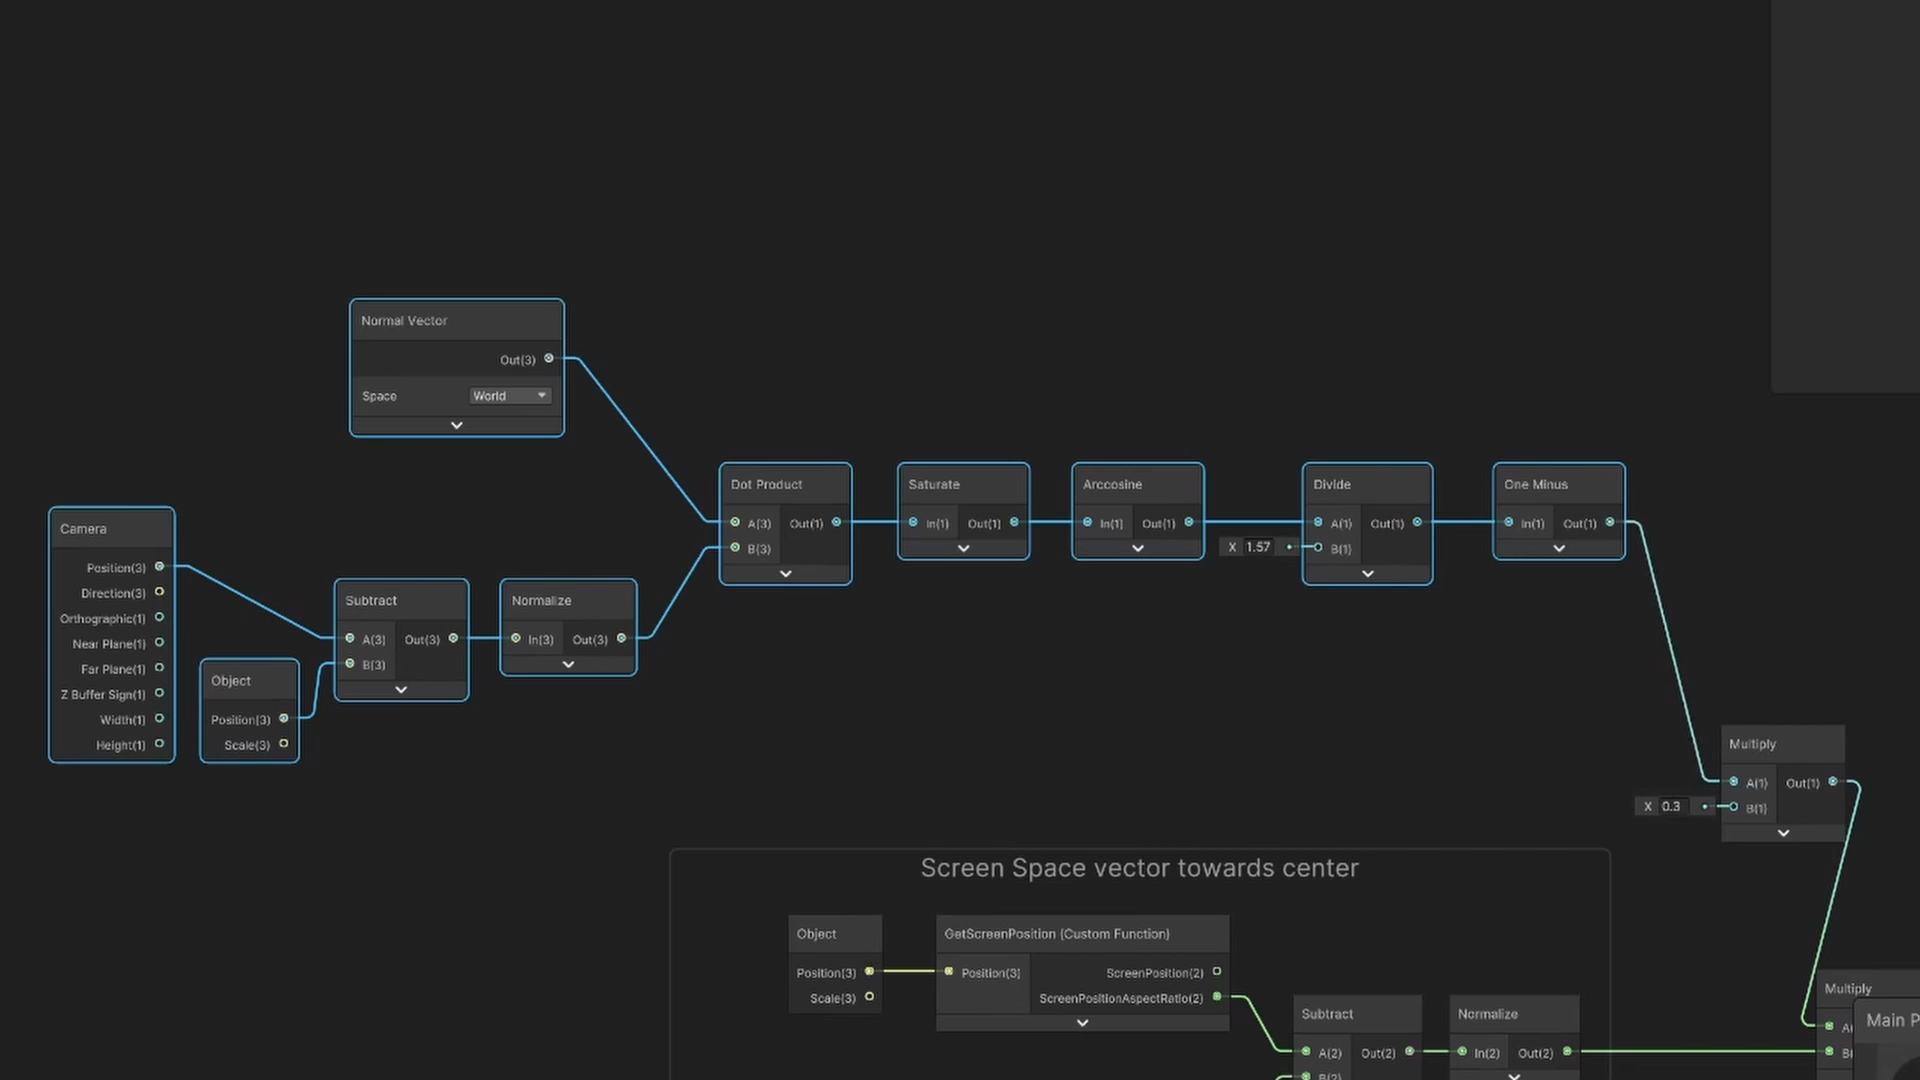 Normal Vector
Out(3)
Space World
Camera
Position(3)
Direction(3)
Orthographic(1)
Near Plane(1)
Far Plane(1)
Z Buffer Sign(1)
Width(1)
Height(1)
Object
Position(3)
Scale(3)
Subtract
A(3) Out(3)
B(3)
Normalize
In(3) Out(3)
Dot Product
A(3) Out(1)
B(3)
Saturate
In(1) Out(1)
Arccosine
In(1) Out(1)
Divide
A(1) Out(1)
X 1.57 B(1)
One Minus
In(1) Out(1)
Multiply
A(1) Out(1)
X 0.3 B(1)
Screen Space vector towards center
Object
Position(3)
Scale(3)
GetScreenPosition (Custom Function)
Position(3) ScreenPosition(2)
ScreenPositionAspectRatio(2)
Subtract
A(2) Out(2)
B(2)
Normalize
In(2) Out(2)
Multiply
Main P